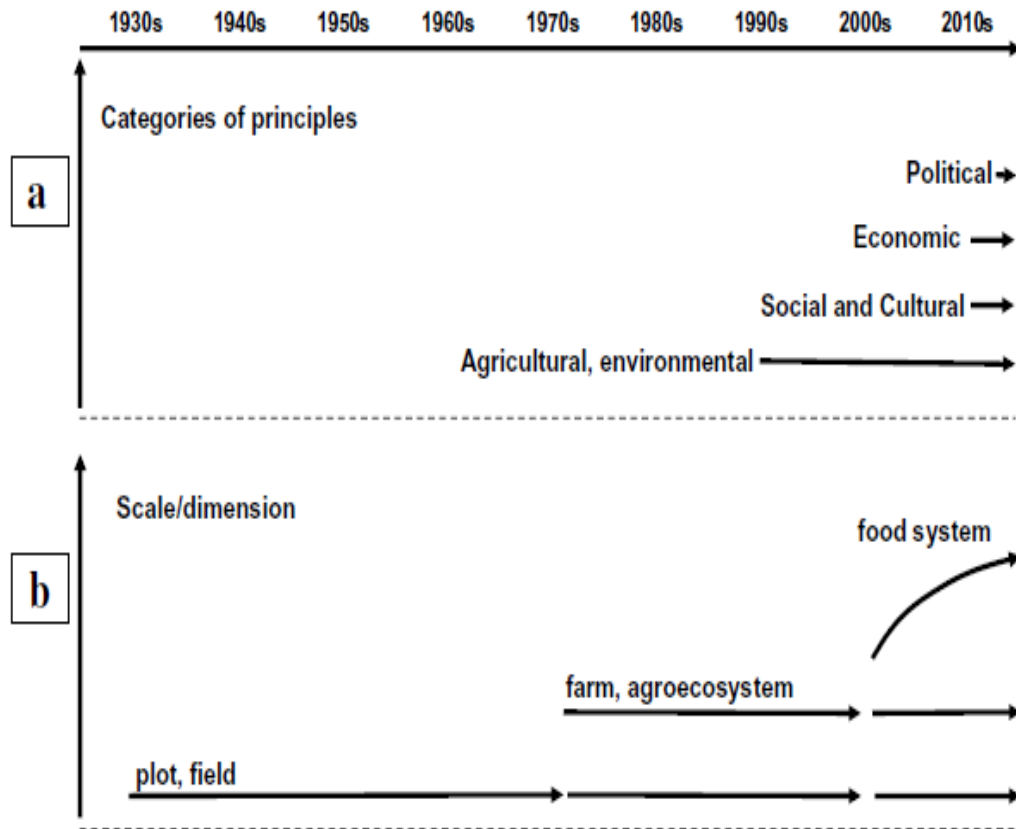 1930s 1940s 1950s 1960s 1970s 1980s 1990s 2000s 2010s
Categories of principles
a
Political
Economic
Social and Cultural
Agricultural, environmental
Scale/dimension
food system
b
farm, agroecosystem
plot, field